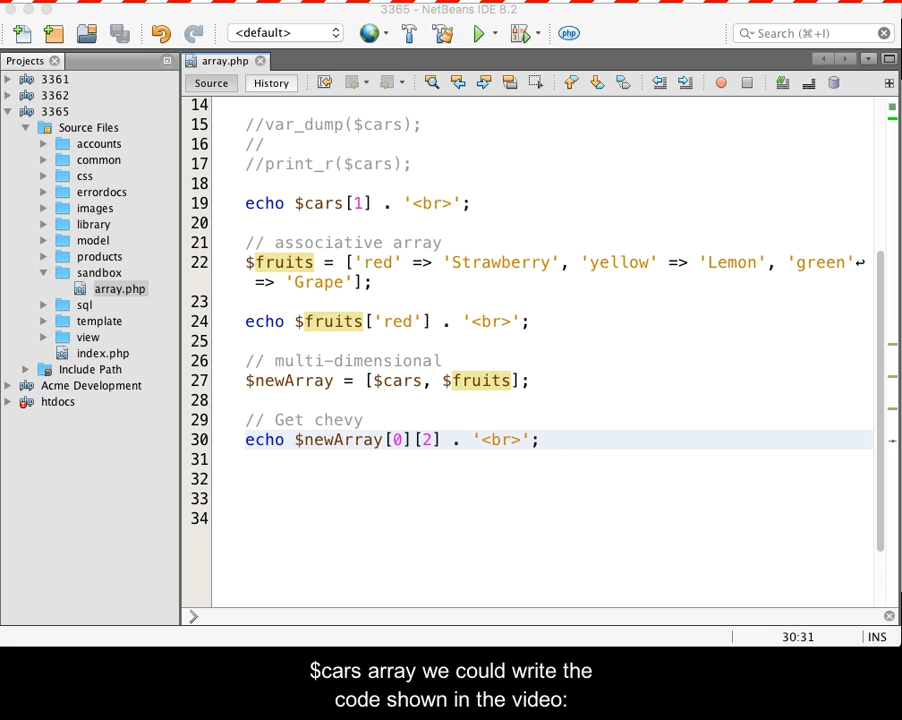 3365 - NetBeans IDE 8.2
<default>
php
Search (⌘+I)
Projects
array.php
Source
History
3361
3362
3365
Source Files
accounts
common
css
errordocs
images
library
model
products
sandbox
array.php
sql
template
view
index.php
Include Path
Acme Development
htdocs
14
15 //var_dump($cars);
16 //
17 //print_r($cars);
18
19 echo $cars[1] . '<br>';
20
21 // associative array
22 $fruits = ['red' => 'Strawberry', 'yellow' => 'Lemon', 'green'↩
=> 'Grape'];
23
24 echo $fruits['red'] . '<br>';
25
26 // multi-dimensional
27 $newArray = [$cars, $fruits];
28
29 // Get chevy
30 echo $newArray[0][2] . '<br>';
31
32
33
34
30:31
INS
$cars array we could write the
code shown in the video: